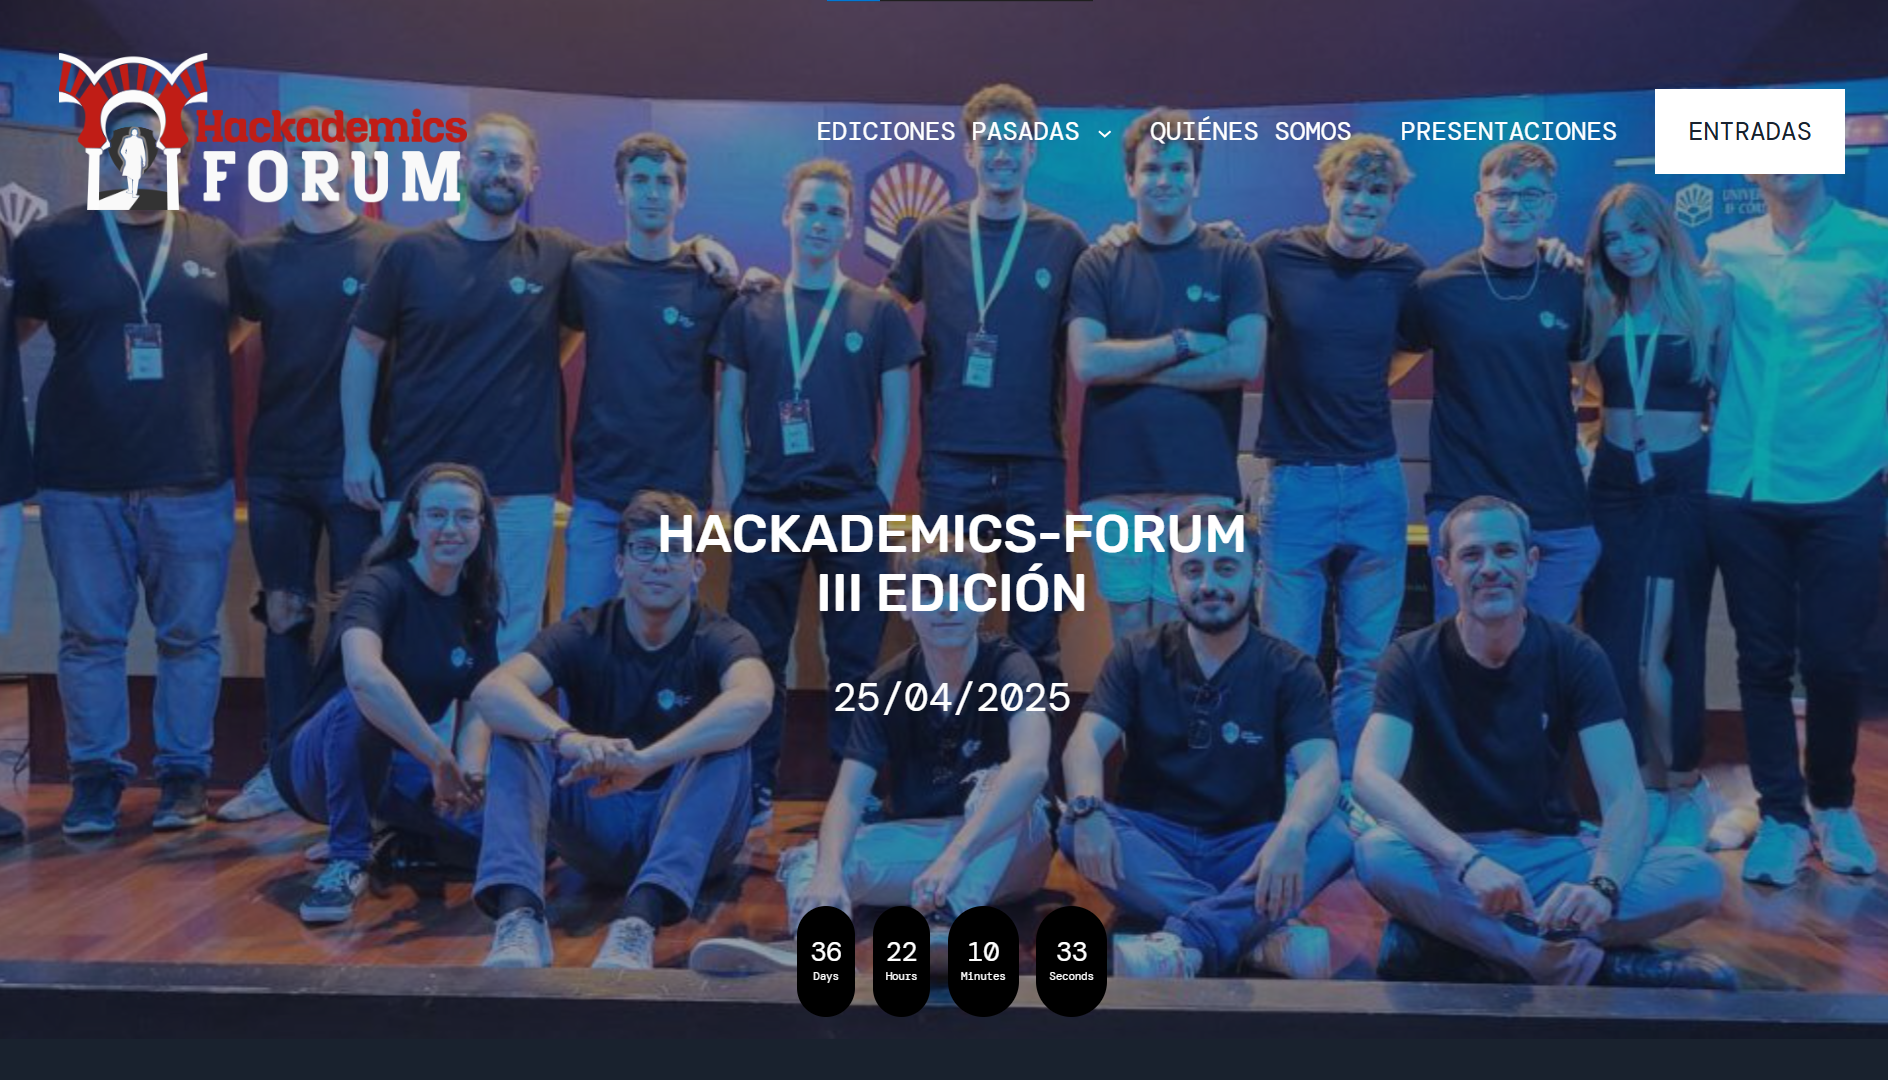 Hackademics
FORUM
EDICIONES PASADAS
QUIÉNES SOMOS
PRESENTACIONES
ENTRADAS
HACKADEMICS-FORUM
III EDICIÓN
25/04/2025
36
Days
22
Hours
10
Minutes
33
Seconds